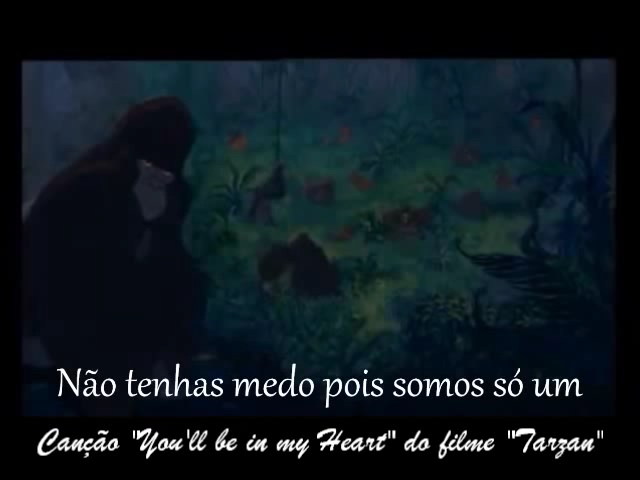 Não tenhas medo pois somos só um
Canção "You'll be in my Heart" do filme "Tarzan"